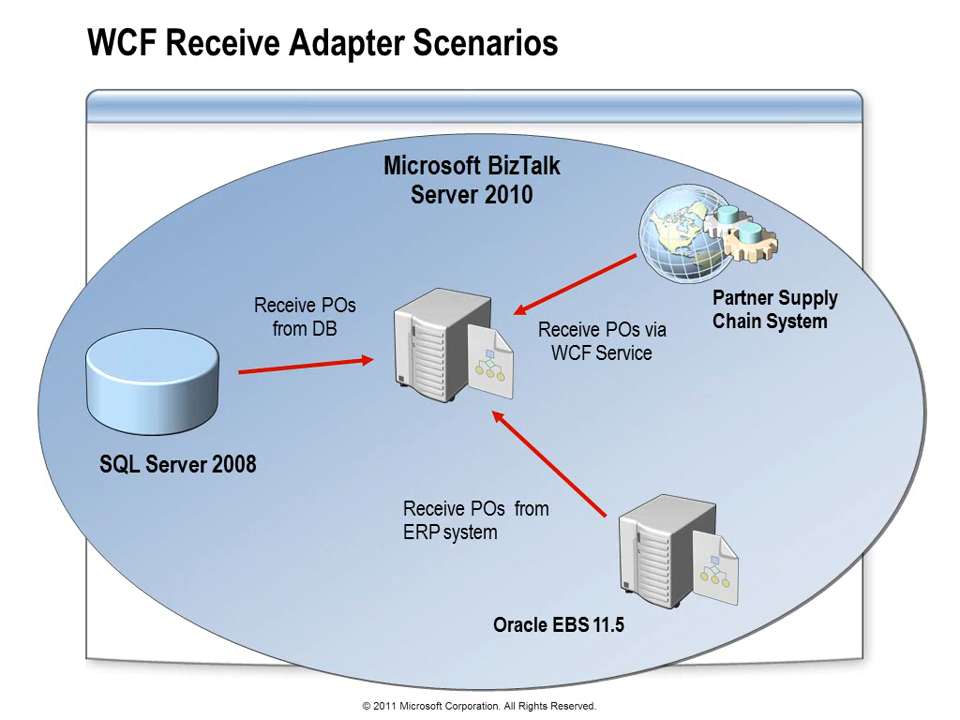 WCF Receive Adapter Scenarios
Microsoft BizTalk
Server 2010
Partner Supply
Chain System
Receive POs
from DB
Receive POs via
WCF Service
SQL Server 2008
Receive POs from
ERP system
Oracle EBS 11.5
© 2011 Microsoft Corporation. All Rights Reserved.